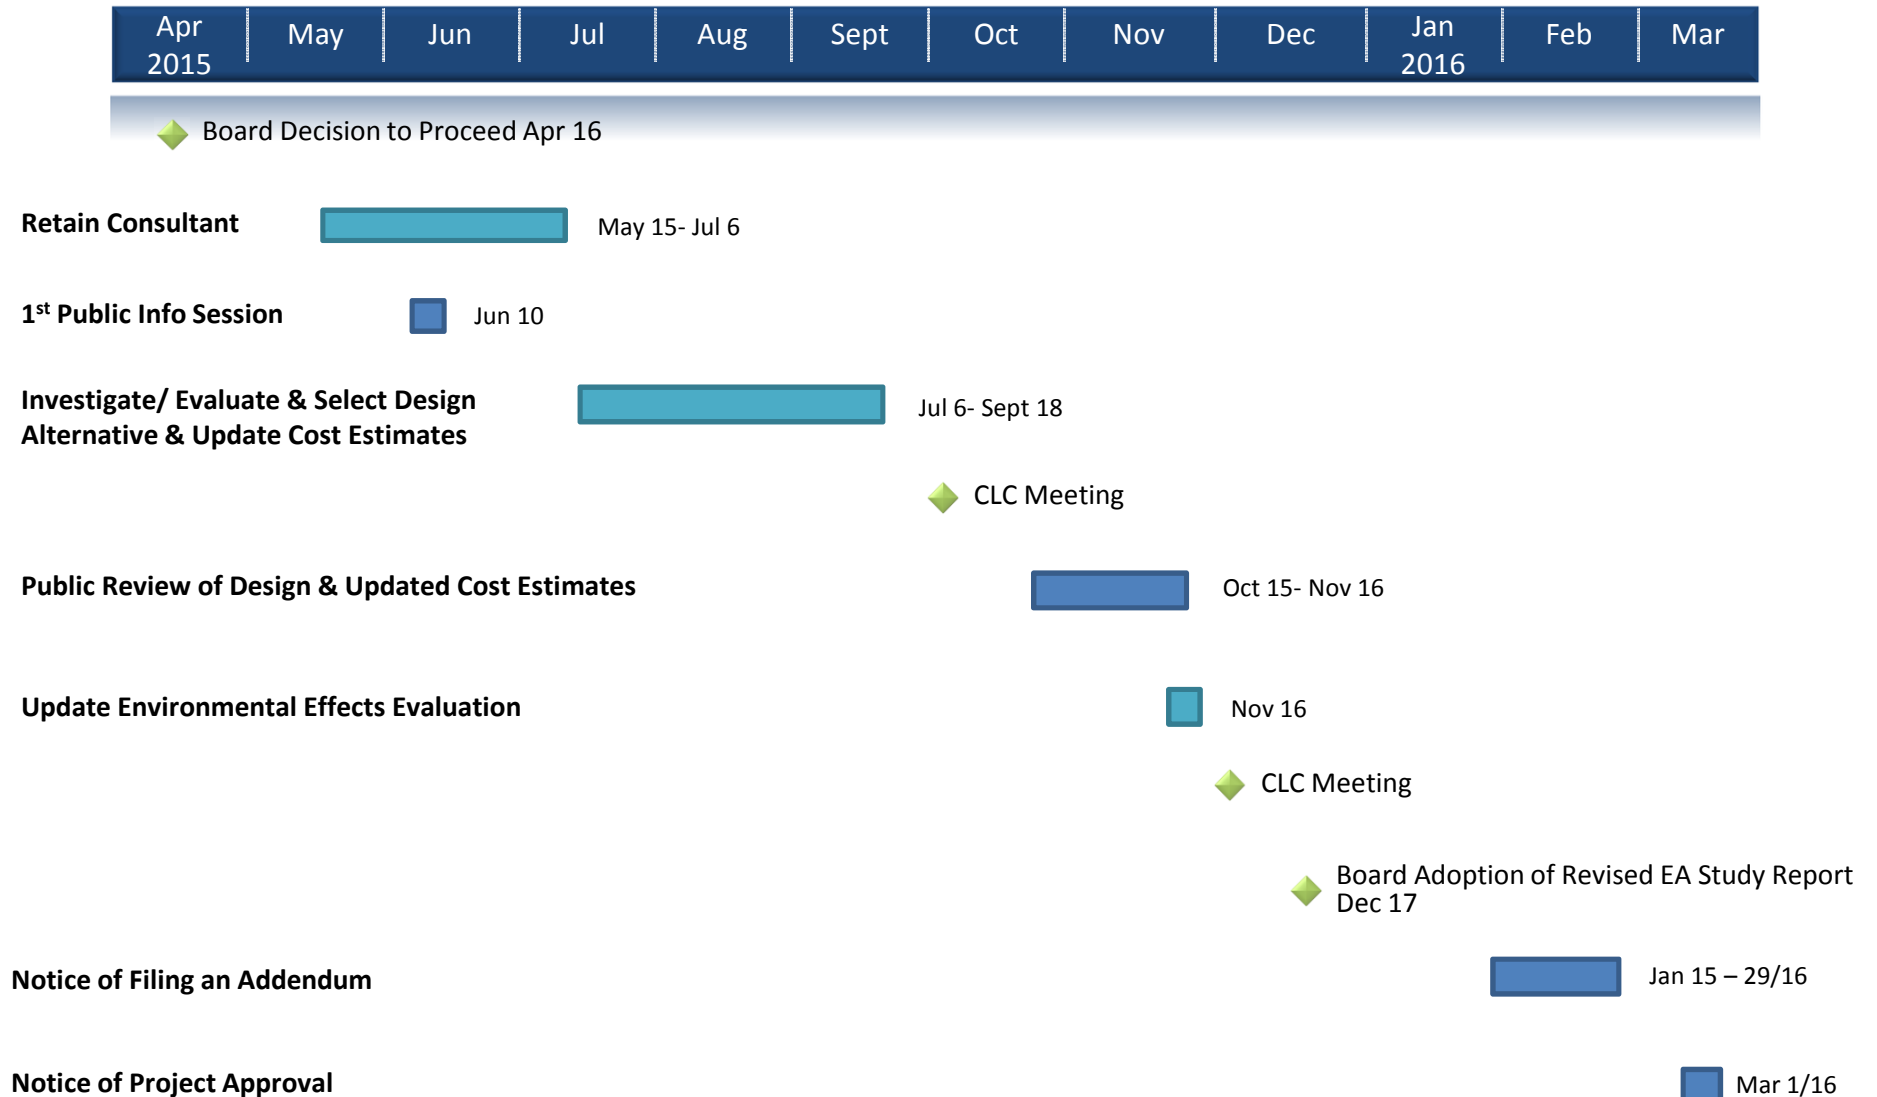 Apr May Jun Jul Aug Sept Oct Nov Dec Jan Feb Mar
2015 2016
Board Decision to Proceed Apr 16
Retain Consultant May 15- Jul 6
1st Public Info Session Jun 10
Investigate/ Evaluate & Select Design
Alternative & Update Cost Estimates
Jul 6- Sept 18
CLC Meeting
Public Review of Design & Updated Cost Estimates Oct 15- Nov 16
Update Environmental Effects Evaluation Nov 16
CLC Meeting
Board Adoption of Revised EA Study Report
Dec 17
Notice of Filing an Addendum Jan 15 – 29/16
Notice of Project Approval Mar 1/16